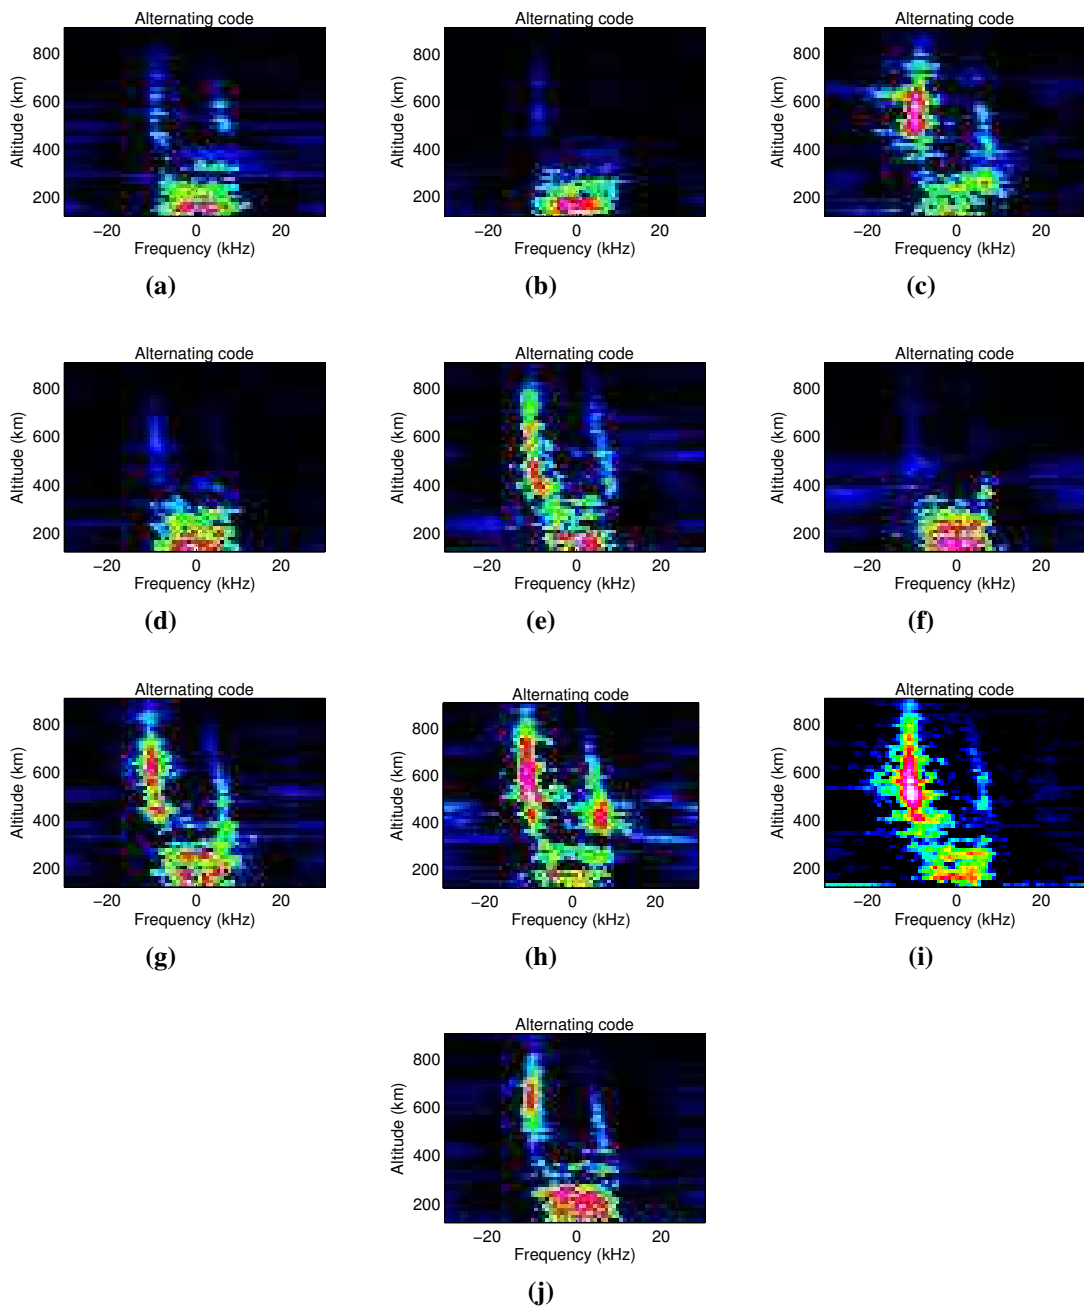 Alternating code Alternating code Alternating code
800 800 800
600 600 600
400 400 400
200 200 200
Altitude (km) Altitude (km) Altitude (km)
−20 0 20 −20 0 20 −20 0 20
Frequency (kHz) Frequency (kHz) Frequency (kHz)
(a) (b) (c)
Alternating code Alternating code Alternating code
800 800 800
600 600 600
400 400 400
200 200 200
Altitude (km) Altitude (km) Altitude (km)
−20 0 20 −20 0 20 −20 0 20
Frequency (kHz) Frequency (kHz) Frequency (kHz)
(d) (e) (f)
Alternating code Alternating code Alternating code
800 800 800
600 600 600
400 400 400
200 200 200
Altitude (km) Altitude (km) Altitude (km)
−20 0 20 −20 0 20 −20 0 20
Frequency (kHz) Frequency (kHz) Frequency (kHz)
(g) (h) (i)
Alternating code
800
600
400
200
Altitude (km)
−20 0 20
Frequency (kHz)
(j)